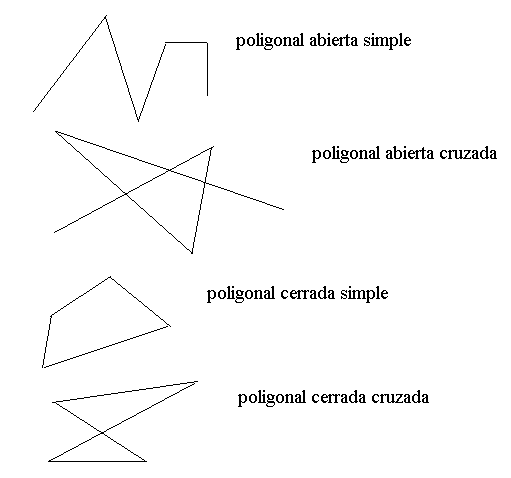 poligonal abierta simple
poligonal abierta cruzada
poligonal cerrada simple
poligonal cerrada cruzada